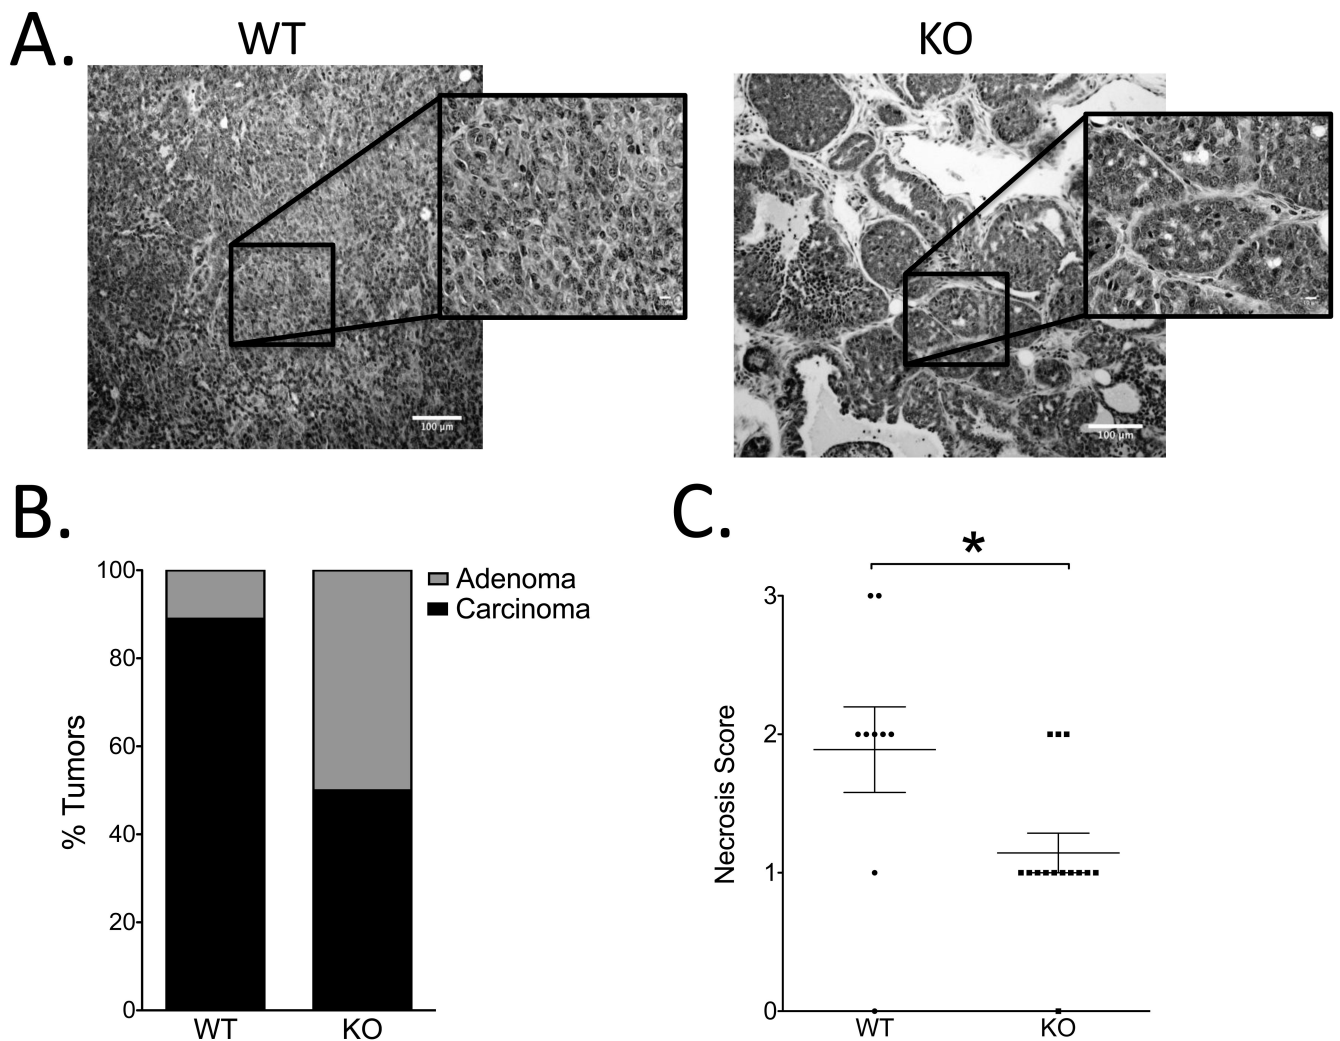 A.
WT
KO
100 µm
100 µm
B.
% Tumors
100
80
60
40
20
0
WT
KO
Adenoma
Carcinoma
C.
*
Necrosis Score
3
2
1
0
WT
KO